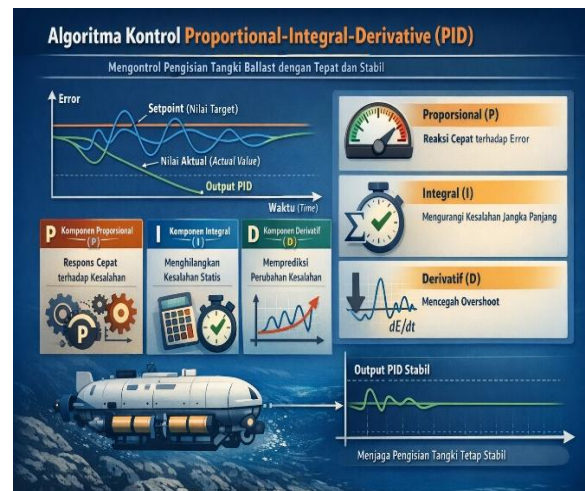 Algoritma Kontrol Proportional-Integral-Derivative (PID)
Mengontrol Pengisian Tangki Ballast dengan Tepat dan Stabil
Error
Setpoint (Nilai Target)
Nilai Aktual (Actual Value)
Output PID
Waktu (Time)
P Komponen Proporsional
(P)
Respons Cepat
terhadap Kesalahan
P
I Komponen Integral
(I)
Menghilangkan
Kesalahan Statis
D Komponen Derivatif
(D)
Memprediksi
Perubahan Kesalahan
Proporsional (P)
Reaksi Cepat terhadap Error
Integral (I)
Σ
Mengurangi Kesalahan Jangka Panjang
Derivatif (D)
Mencegah Overshoot
dE/dt
Output PID Stabil
Menjaga Pengisian Tangki Tetap Stabil